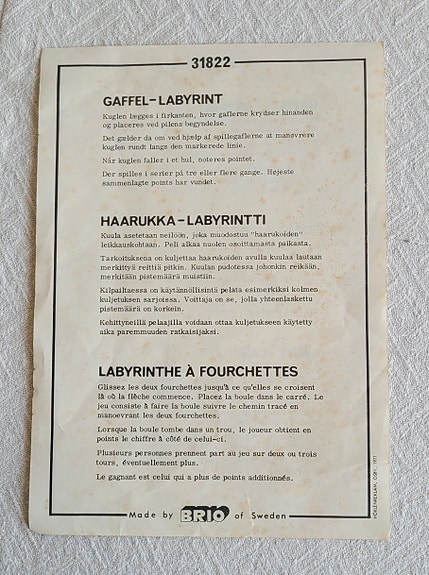 31822
GAFFEL-LABYRINT
Kuglen lægges i firkanten, hvor gaflerne krydser hinanden
og placeres ved pilens begyndelse.
Det gælder da om ved hjælp af spillegaflerne at manøvrere
kuglen rundt langs den markerede linie.
Når kuglen faller i et hul, noteres pointet.
Der spilles i serier på tre eller flere gange. Højeste
sammenlagte points har vundet.
HAARUKKA-LABYRINTTI
Kuula asetetaan neliöön, joka muodostuu "haarukoiden"
leikkauskohtaan. Peli alkaa nuolen osoittamasta paikasta.
Tarkoituksena on kuljettaa haarukoiden avulla kuulaa lautaan
merkittyä reittiä pitkin. Kuulan pudotessa johonkin reikään,
merkitään pistemäärä muistiin.
Kilpailtaessa on käytännöllisintä pelata esimerkiksi kolmen
kuljetuksen sarjoissa. Voittaja on se, jolla yhteenlaskettu
pistemäärä on korkein.
Kehittyneillä pelaajilla voidaan ottaa kuljetukseen käytetty
aika paremmuuden ratkaisijaksi.
LABYRINTHE À FOURCHETTES
Glissez les deux fourchettes jusqu'à ce qu'elles se croisent
là où la flèche commence. Placez la boule dans le carré. Le
jeu consiste à faire la boule suivre le chemin tracé en
manoevrant les deux fourchettes.
Lorsque la boule tombe dans un trou, le joueur obtient en
points le chiffre à côté de celui-ci.
Plusieurs personnes prennent part au jeu sur deux ou trois
tours, éventuellement plus.
Le gagnant est celui qui a plus de points additionnés.
Made by BRIO of Sweden